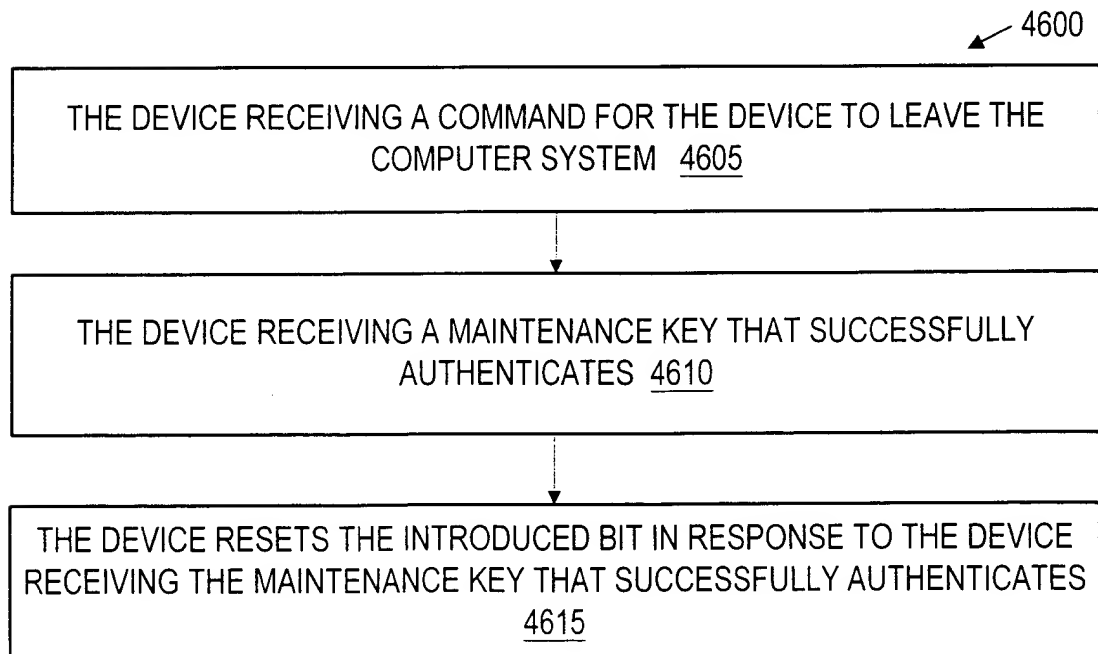 4600
THE DEVICE RECEIVING A COMMAND FOR THE DEVICE TO LEAVE THE
COMPUTER SYSTEM 4605
THE DEVICE RECEIVING A MAINTENANCE KEY THAT SUCCESSFULLY
AUTHENTICATES 4610
THE DEVICE RESETS THE INTRODUCED BIT IN RESPONSE TO THE DEVICE
RECEIVING THE MAINTENANCE KEY THAT SUCCESSFULLY AUTHENTICATES
4615